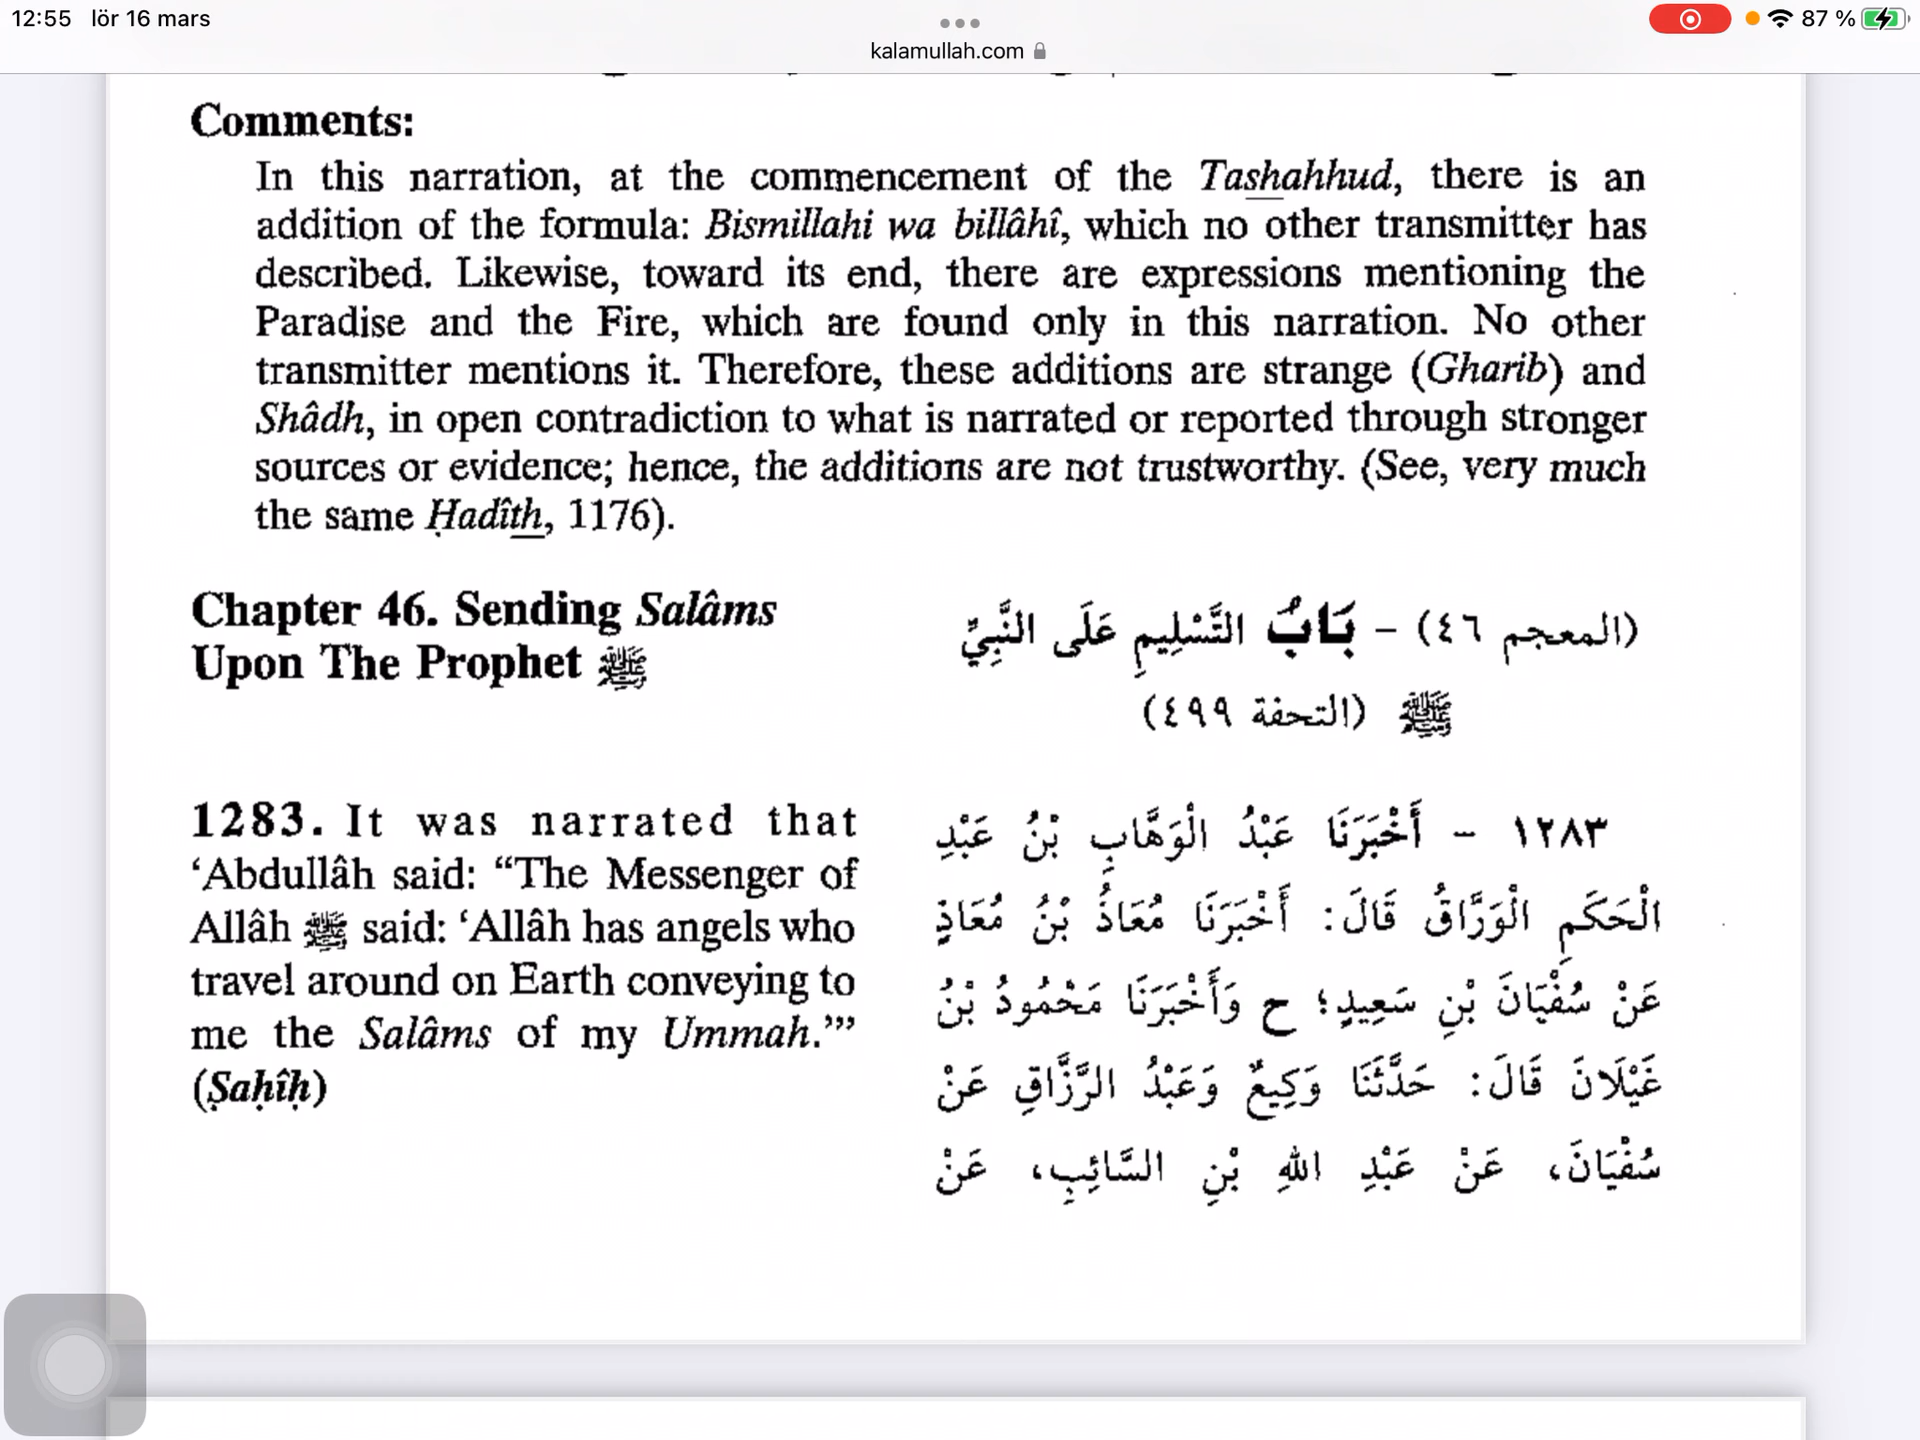 12:55 lör 16 mars
87 %
kalamullah.com
Comments:
In this narration, at the commencement of the Tashahhud, there is an
addition of the formula: Bismillahi wa billâhî, which no other transmitter has
described. Likewise, toward its end, there are expressions mentioning the
Paradise and the Fire, which are found only in this narration. No other
transmitter mentions it. Therefore, these additions are strange (Gharib) and
Shâdh, in open contradiction to what is narrated or reported through stronger
sources or evidence; hence, the additions are not trustworthy. (See, very much
the same Ḥadîth, 1176).
Chapter 46. Sending Salâms
Upon The Prophet ﷺ
(المعجم ٤٦) - بَابُ التَّسْلِيمِ عَلَى النَّبِيِّ
ﷺ (التحفة ٤٩٩)
1283. It was narrated that
‘Abdullâh said: “The Messenger of
Allâh ﷺ said: ‘Allâh has angels who
travel around on Earth conveying to
me the Salâms of my Ummah.’”
(Ṣaḥîḥ)
١٢٨٣ - أَخْبَرَنَا عَبْدُ الْوَهَّابِ بْنُ عَبْدِ
الْحَكَمِ الْوَرَّاقُ قَالَ: أَخْبَرَنَا مُعَاذُ بْنُ مُعَاذٍ
عَنْ سُفْيَانَ بْنِ سَعِيدٍ؛ ح وَأَخْبَرَنَا مَحْمُودُ بْنُ
غَيْلَانَ قَالَ: حَدَّثَنَا وَكِيعٌ وَعَبْدُ الرَّزَّاقِ عَنْ
سُفْيَانَ، عَنْ عَبْدِ اللهِ بْنِ السَّائِبِ، عَنْ